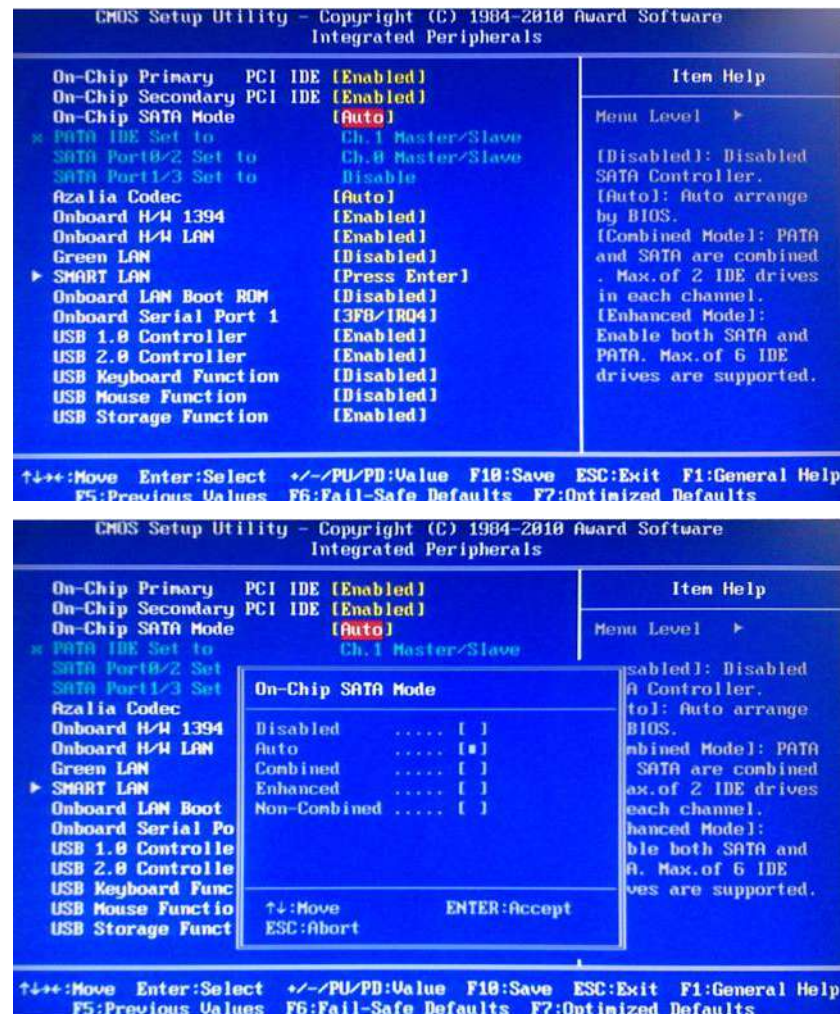 CMOS Setup Utility - Copyright (C) 1984-2010 Award Software
Integrated Peripherals
On-Chip Primary PCI IDE [Enabled]
On-Chip Secondary PCI IDE [Enabled]
On-Chip SATA Mode [Auto]
x PATA IDE Set to Ch.1 Master/Slave
SATA Port0/2 Set to Ch.0 Master/Slave
SATA Port1/3 Set to Disable
Azalia Codec [Auto]
Onboard H/W 1394 [Enabled]
Onboard H/W LAN [Enabled]
Green LAN [Disabled]
► SMART LAN [Press Enter]
Onboard LAN Boot ROM [Disabled]
Onboard Serial Port 1 [3F8/IRQ4]
USB 1.0 Controller [Enabled]
USB 2.0 Controller [Enabled]
USB Keyboard Function [Disabled]
USB Mouse Function [Disabled]
USB Storage Function [Enabled]
Item Help
Menu Level ►
[Disabled]: Disabled
SATA Controller.
[Auto]: Auto arrange
by BIOS.
[Combined Mode]: PATA
and SATA are combined
. Max.of 2 IDE drives
in each channel.
[Enhanced Mode]:
Enable both SATA and
PATA. Max.of 6 IDE
drives are supported.
↑↓→←:Move Enter:Select +/-/PU/PD:Value F10:Save ESC:Exit F1:General Help
F5:Previous Values F6:Fail-Safe Defaults F7:Optimized Defaults
CMOS Setup Utility - Copyright (C) 1984-2010 Award Software
Integrated Peripherals
On-Chip Primary PCI IDE [Enabled]
On-Chip Secondary PCI IDE [Enabled]
On-Chip SATA Mode [Auto]
x PATA IDE Set to Ch.1 Master/Slave
SATA Port0/2 Set
SATA Port1/3 Set
Azalia Codec
Onboard H/W 1394
Onboard H/W LAN
Green LAN
► SMART LAN
Onboard LAN Boot
Onboard Serial Po
USB 1.0 Controlle
USB 2.0 Controlle
USB Keyboard Func
USB Mouse Functio
USB Storage Funct
On-Chip SATA Mode
Disabled ..... [ ]
Auto ..... [■]
Combined ..... [ ]
Enhanced ..... [ ]
Non-Combined ..... [ ]
↑↓:Move ENTER:Accept
ESC:Abort
Item Help
Menu Level ►
sabled]: Disabled
A Controller.
to]: Auto arrange
BIOS.
mbined Mode]: PATA
SATA are combined
ax.of 2 IDE drives
each channel.
hanced Mode]:
ble both SATA and
A. Max.of 6 IDE
ves are supported.
↑↓→←:Move Enter:Select +/-/PU/PD:Value F10:Save ESC:Exit F1:General Help
F5:Previous Values F6:Fail-Safe Defaults F7:Optimized Defaults